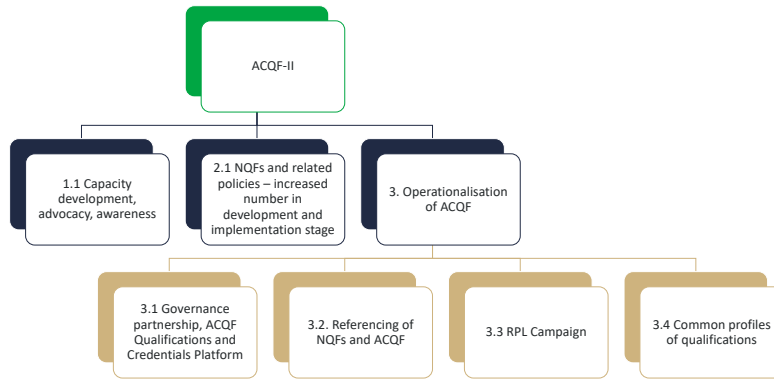 ACQF-II
1.1 Capacity
development,
advocacy, awareness
2.1 NQFs and related
policies – increased
number in
development and
implementation stage
3. Operationalisation
of ACQF
3.1 Governance
partnership, ACQF
Qualifications and
Credentials Platform
3.2. Referencing of
NQFs and ACQF
3.3 RPL Campaign
3.4 Common profiles
of qualifications